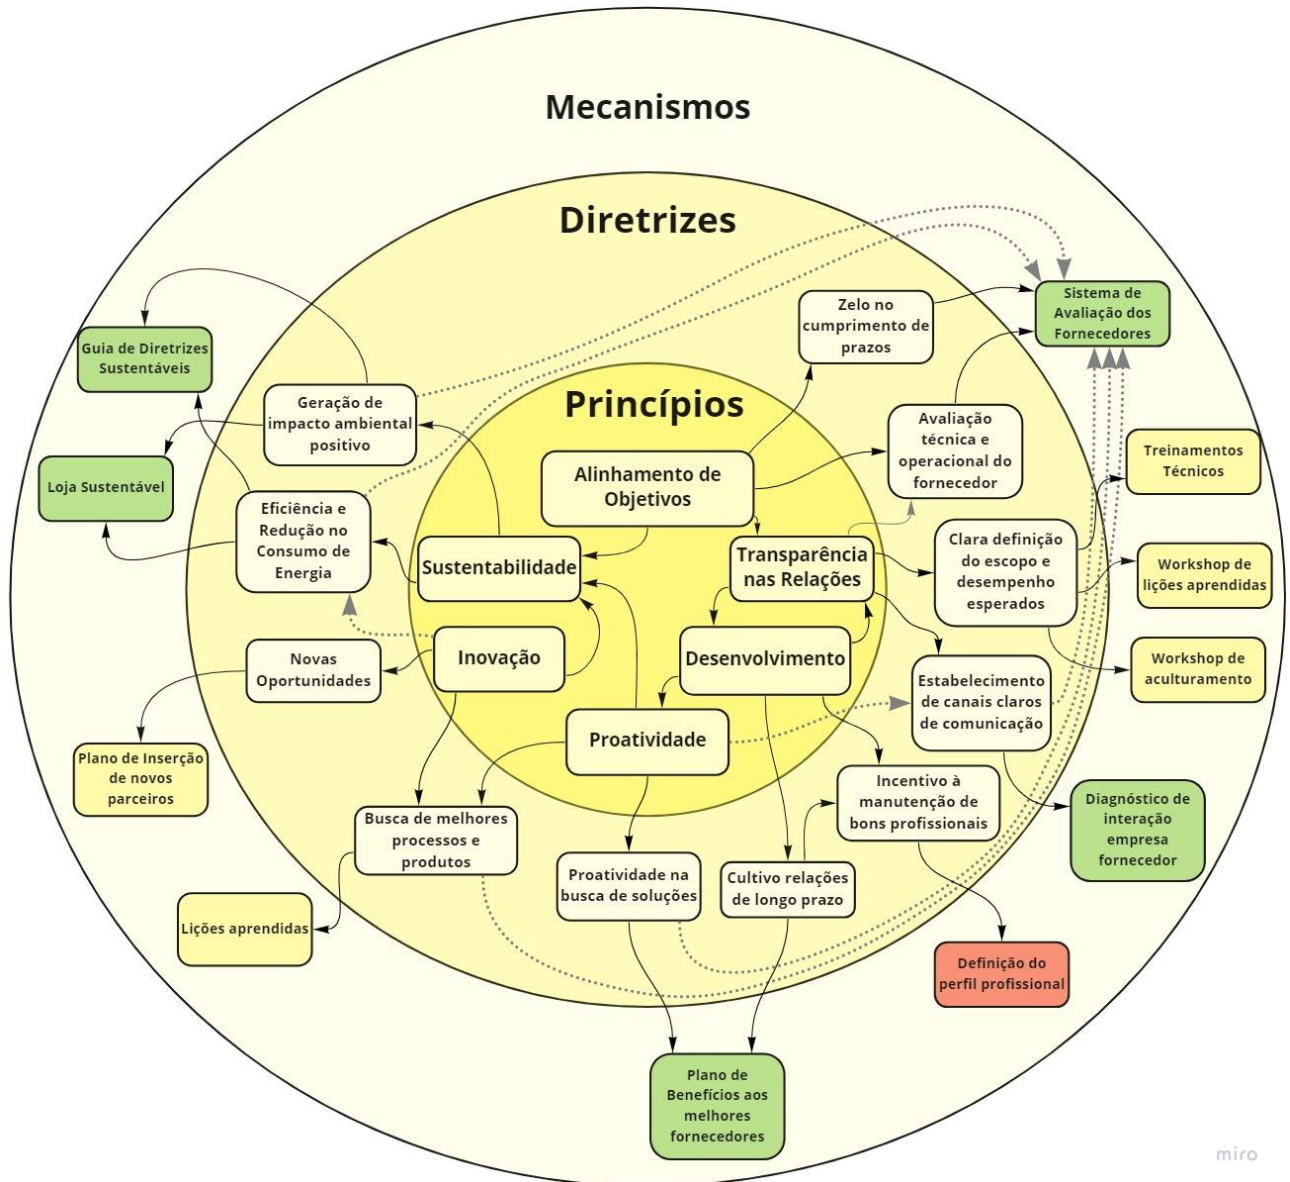 Mecanismos
Diretrizes
Princípios
Alinhamento de
Objetivos
Sustentabilidade
Transparência
nas Relações
Inovação
Desenvolvimento
Proatividade
Zelo no
cumprimento de
prazos
Avaliação
técnica e
operacional do
fornecedor
Clara definição
do escopo e
desempenho
esperados
Estabelecimento
de canais claros
de comunicação
Incentivo à
manutenção de
bons profissionais
Cultivo relações
de longo prazo
Proatividade na
busca de soluções
Busca de melhores
processos e
produtos
Novas
Oportunidades
Eficiência e
Redução no
Consumo de
Energia
Geração de
impacto ambiental
positivo
Guia de Diretrizes
Sustentáveis
Loja Sustentável
Plano de Inserção
de novos
parceiros
Lições aprendidas
Plano de
Benefícios aos
melhores
fornecedores
Definição do
perfil profissional
Diagnóstico de
interação
empresa
fornecedor
Workshop de
aculturamento
Workshop de
lições aprendidas
Treinamentos
Técnicos
Sistema de
Avaliação dos
Fornecedores
miro